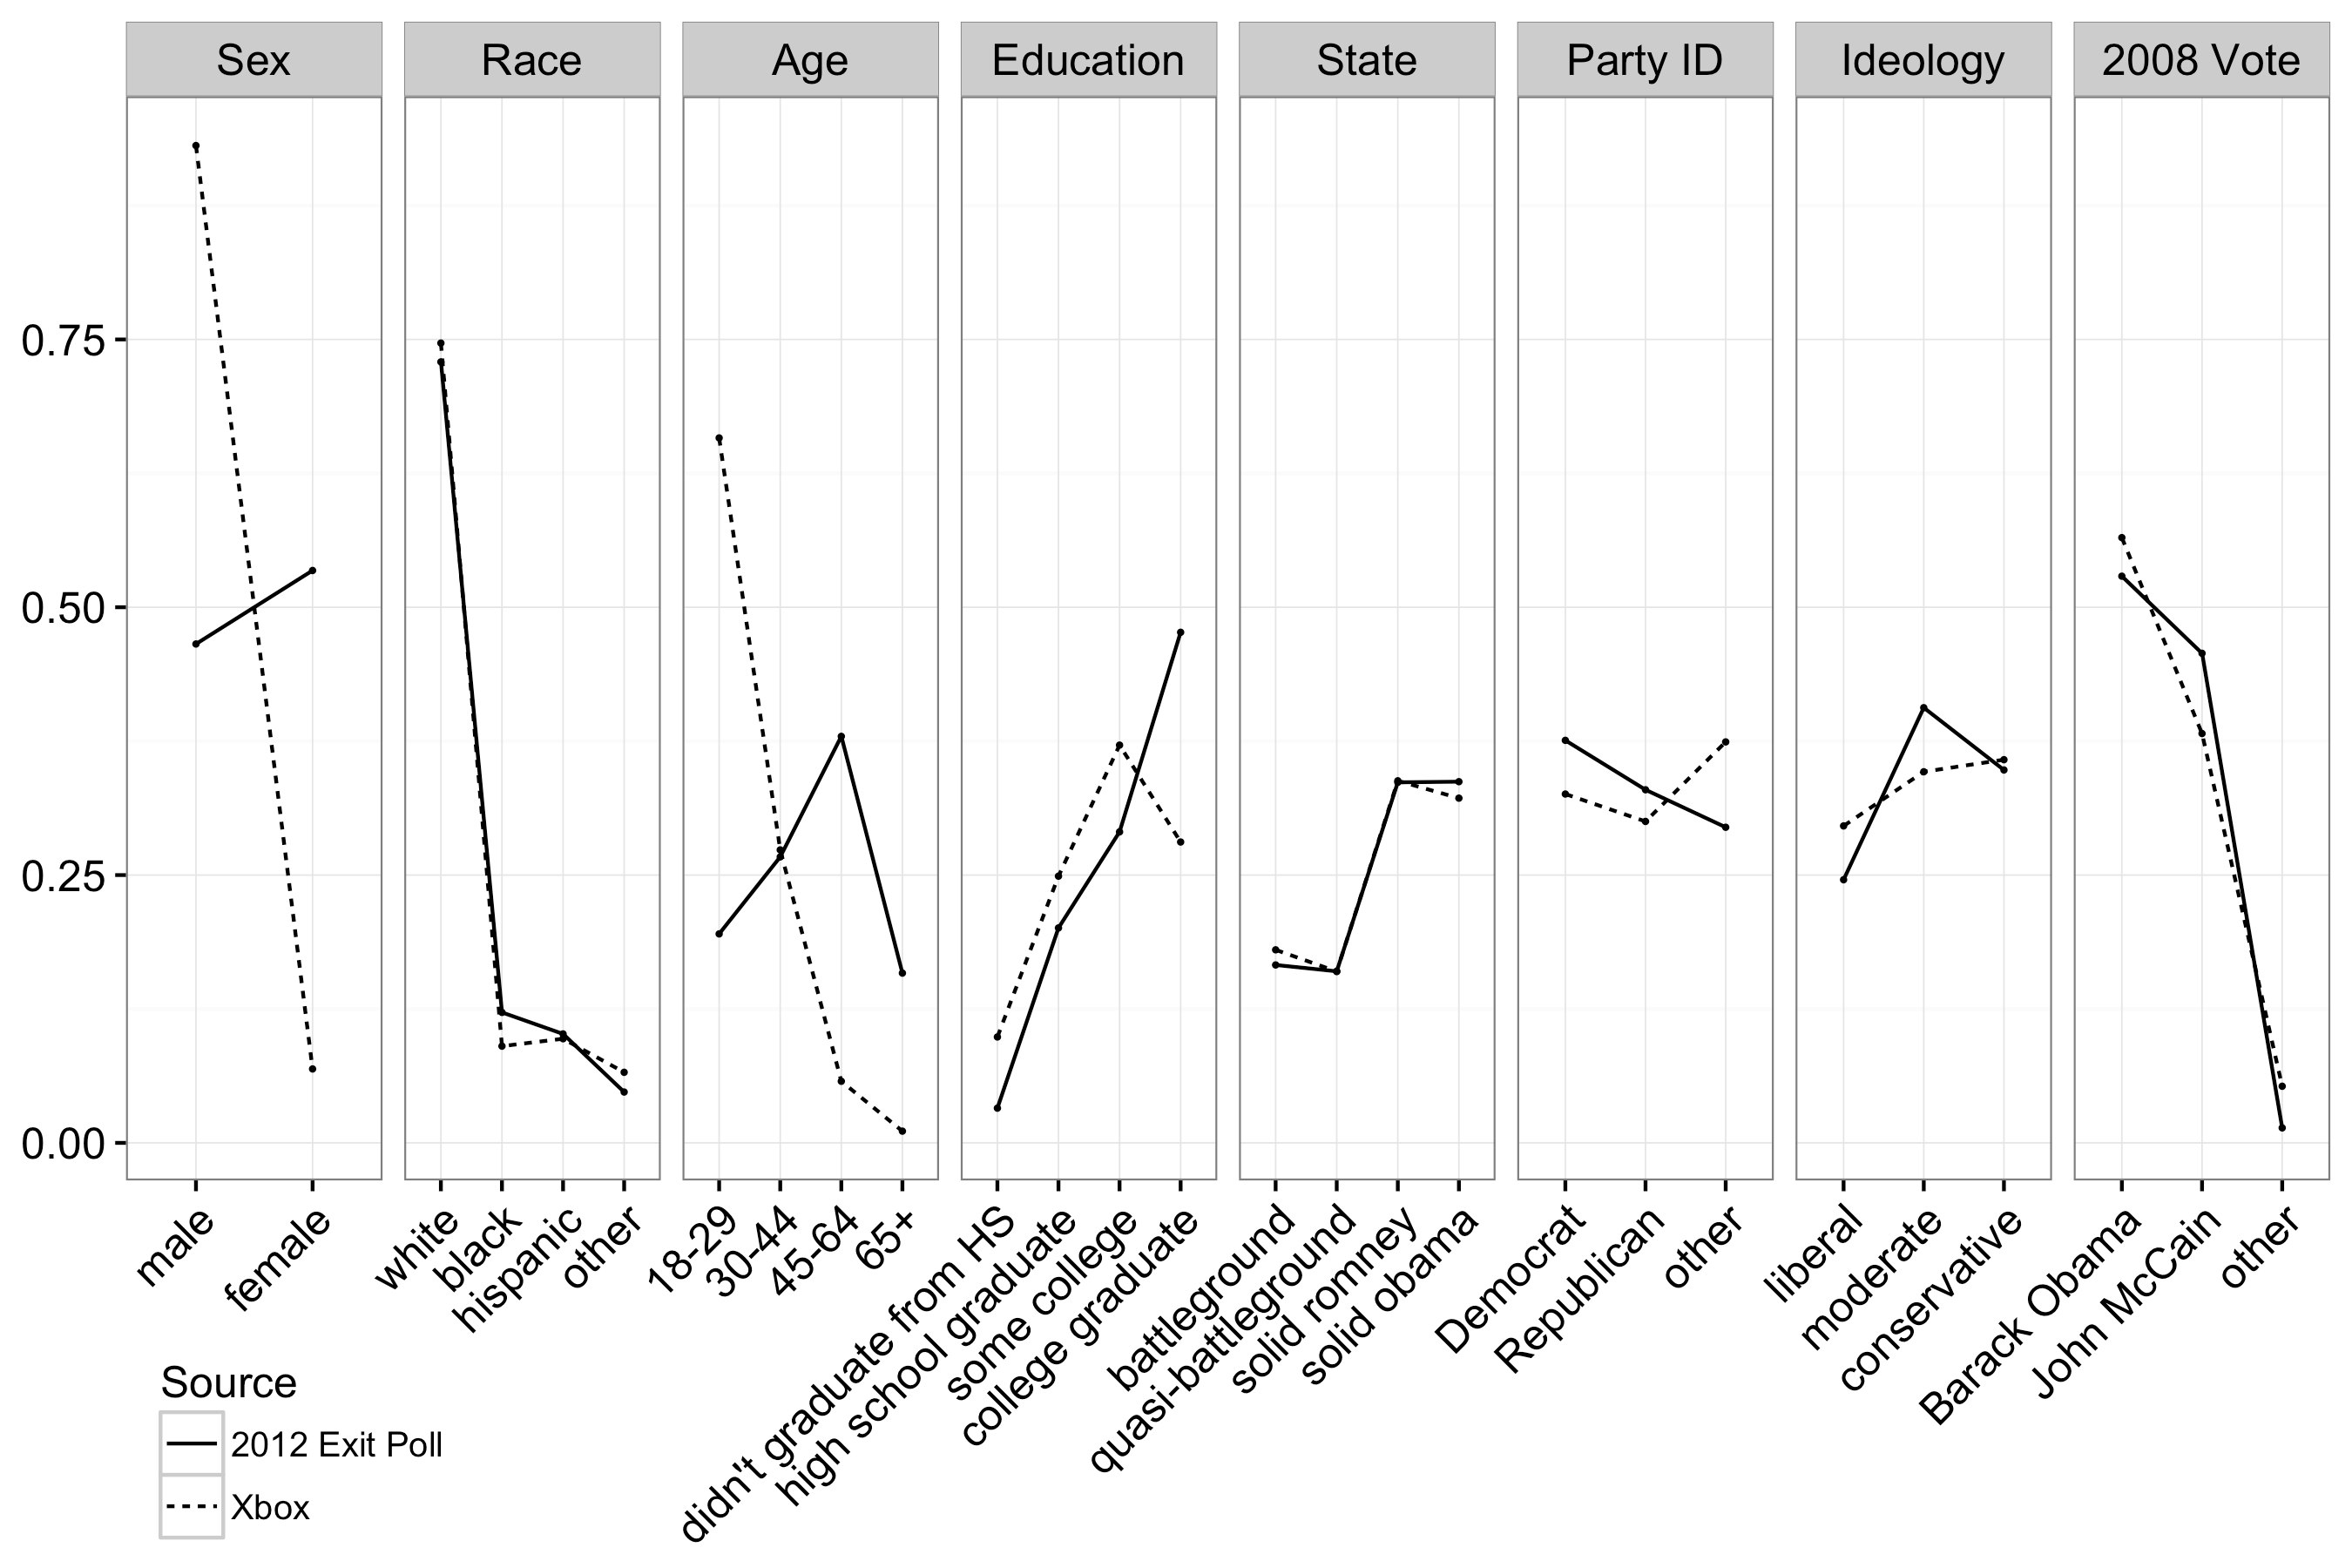 Sex Race Age Education State Party ID Ideology 2008 Vote
0.75
0.50
0.25
0.00
male
female
white
black
hispanic
other
18-29
30-44
45-64
65+
didn't graduate from HS
high school graduate
some college
college graduate
battleground
quasi-battleground
solid romney
solid obama
Democrat
Republican
other
liberal
moderate
conservative
Barack Obama
John McCain
other
Source
2012 Exit Poll
Xbox